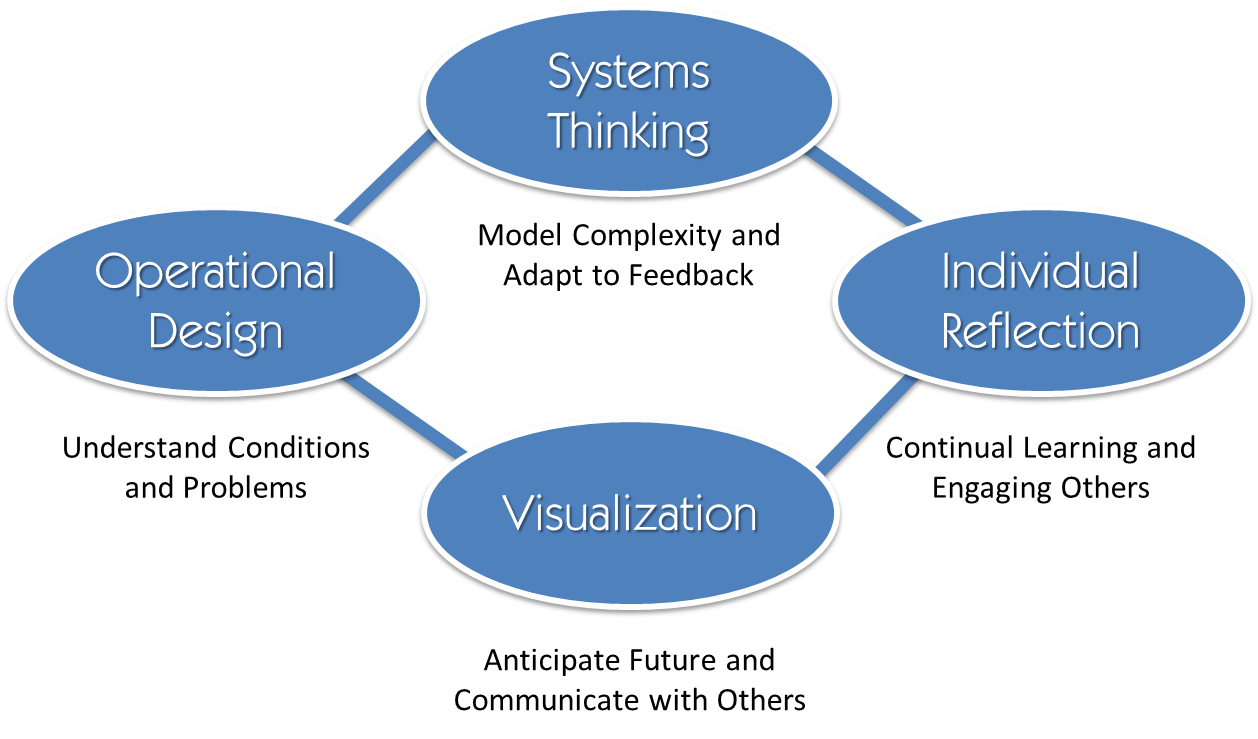 Systems
Thinking
Model Complexity and
Adapt to Feedback
Operational
Design
Understand Conditions
and Problems
Individual
Reflection
Continual Learning and
Engaging Others
Visualization
Anticipate Future and
Communicate with Others